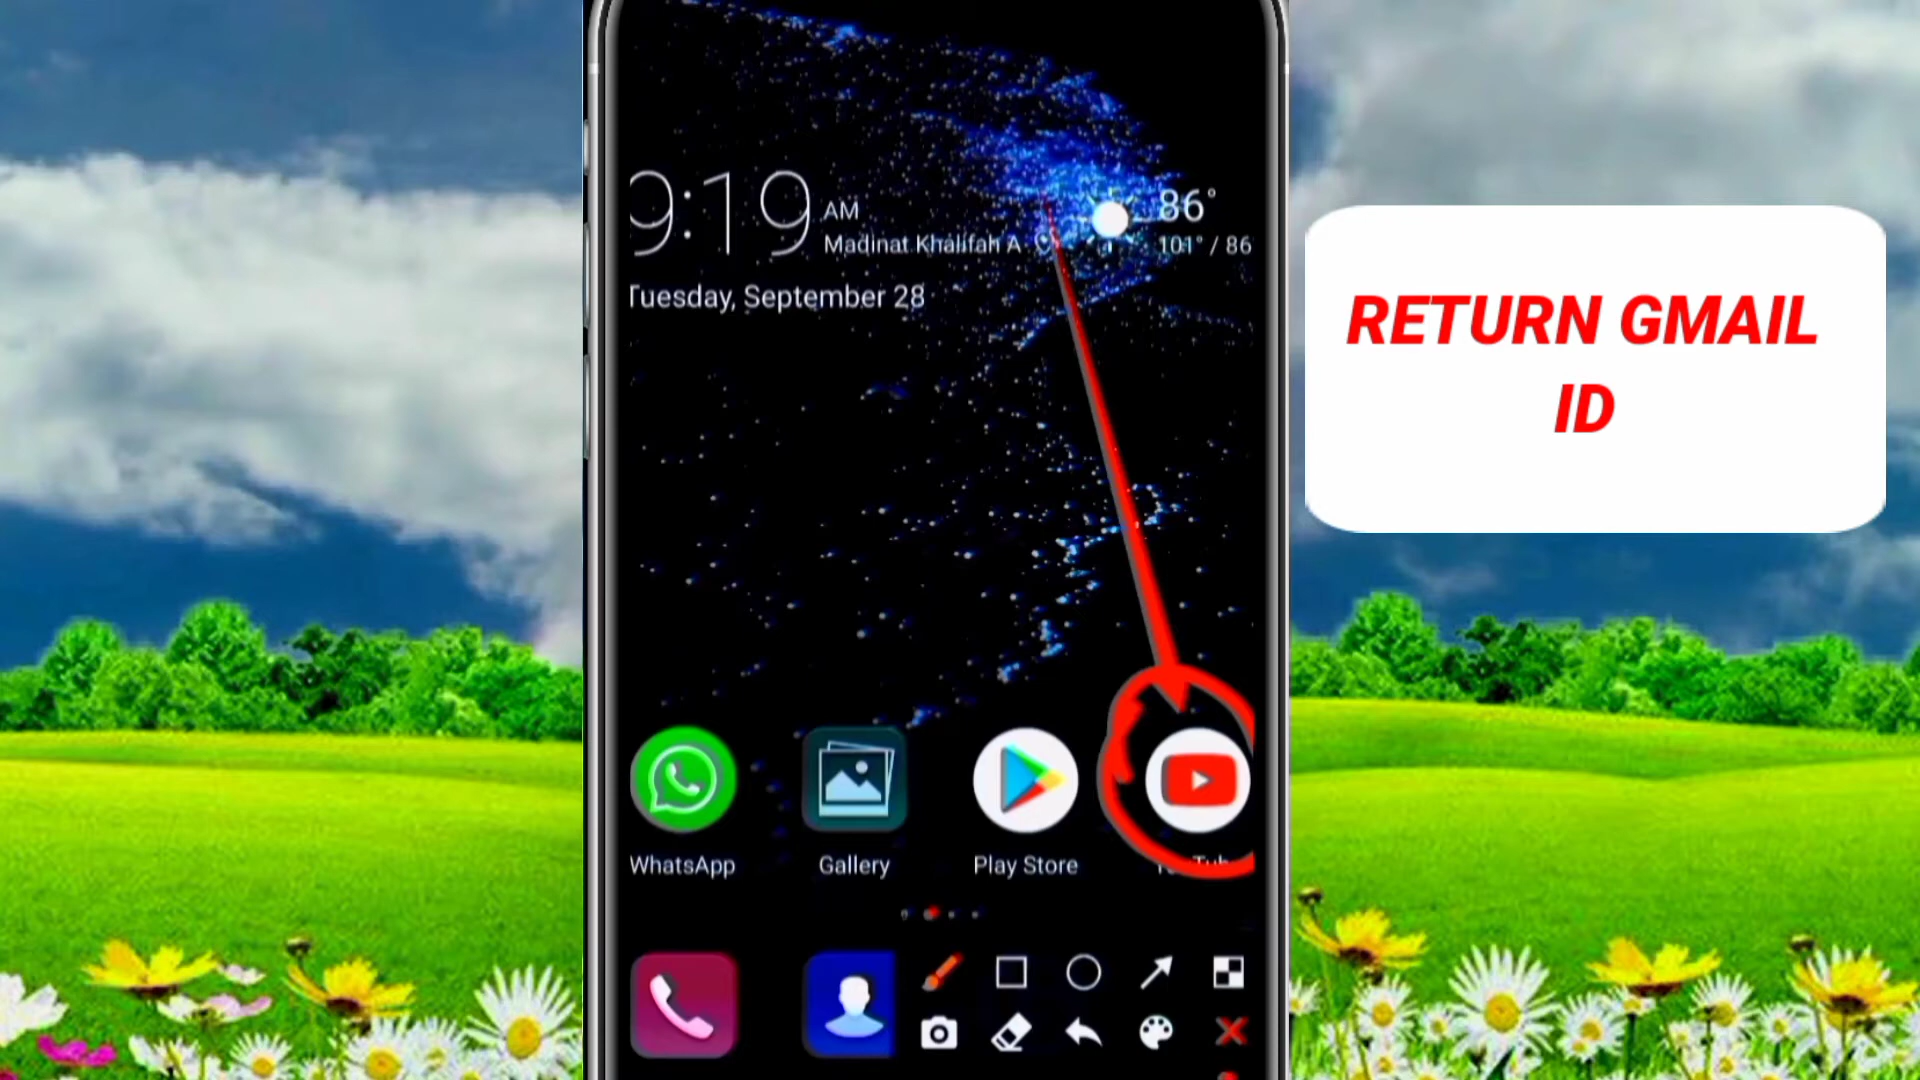 9:19 AM
86°
Madinat Khalifah A
101° / 86
Tuesday, September 28
RETURN GMAIL
ID
WhatsApp
Gallery
Play Store